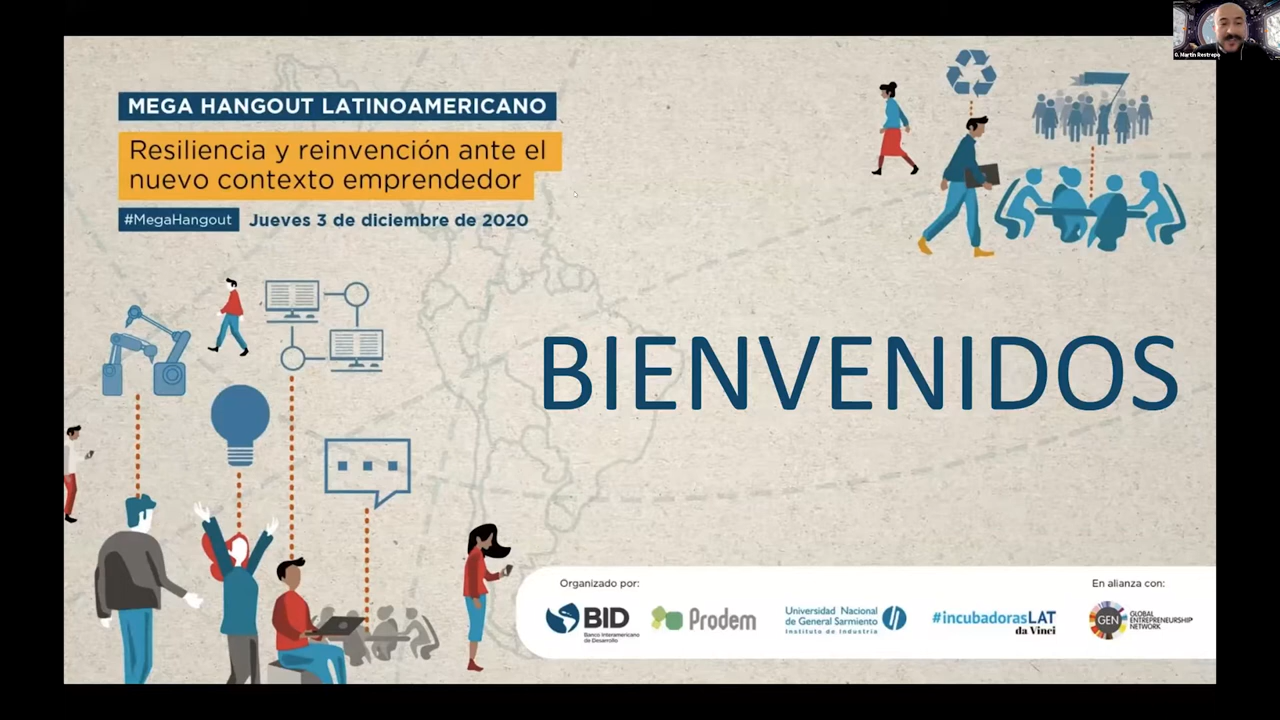 G. Martín Restrepo
MEGA HANGOUT LATINOAMERICANO
Resiliencia y reinvención ante el
nuevo contexto emprendedor
#MegaHangout Jueves 3 de diciembre de 2020
BIENVENIDOS
Organizado por:
En alianza con:
BID
Banco Interamericano
de Desarrollo
Prodem
Universidad Nacional
de General Sarmiento
Instituto de Industria
#incubadorasLAT
da Vinci
GEN
GLOBAL
ENTREPRENEURSHIP
NETWORK